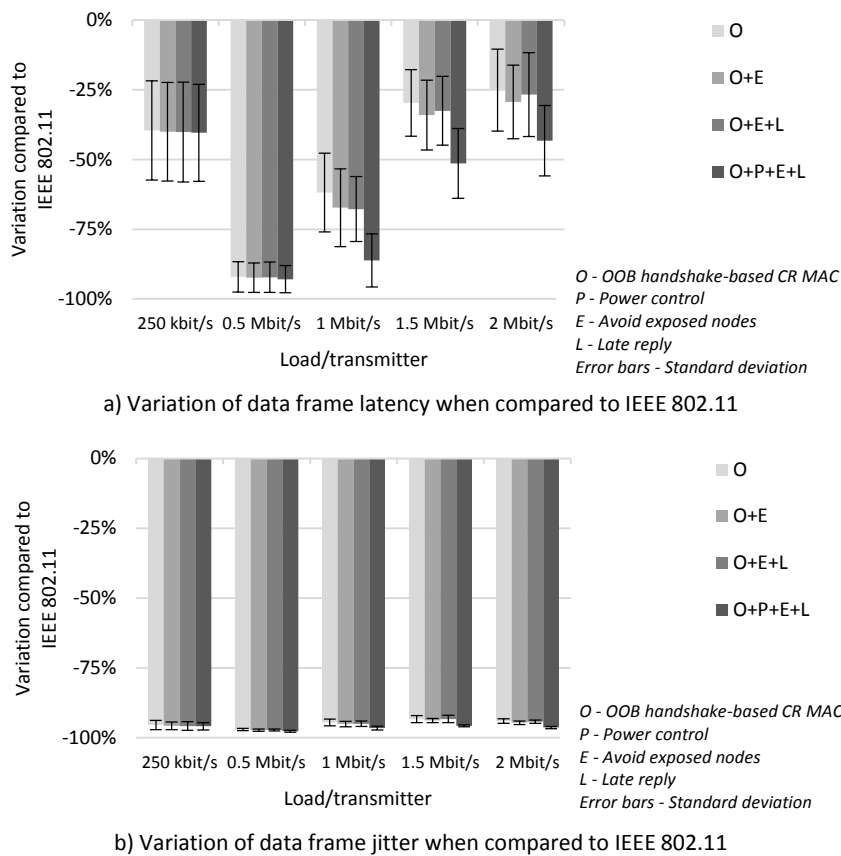 0%
-25%
-50%
-75%
-100%
Variation compared to
IEEE 802.11
250 kbit/s 0.5 Mbit/s 1 Mbit/s 1.5 Mbit/s 2 Mbit/s
Load/transmitter
O
O+E
O+E+L
O+P+E+L
O - OOB handshake-based CR MAC
P - Power control
E - Avoid exposed nodes
L - Late reply
Error bars - Standard deviation
a) Variation of data frame latency when compared to IEEE 802.11
0%
-25%
-50%
-75%
-100%
Variation compared to
IEEE 802.11
250 kbit/s 0.5 Mbit/s 1 Mbit/s 1.5 Mbit/s 2 Mbit/s
Load/transmitter
O
O+E
O+E+L
O+P+E+L
O - OOB handshake-based CR MAC
P - Power control
E - Avoid exposed nodes
L - Late reply
Error bars - Standard deviation
b) Variation of data frame jitter when compared to IEEE 802.11